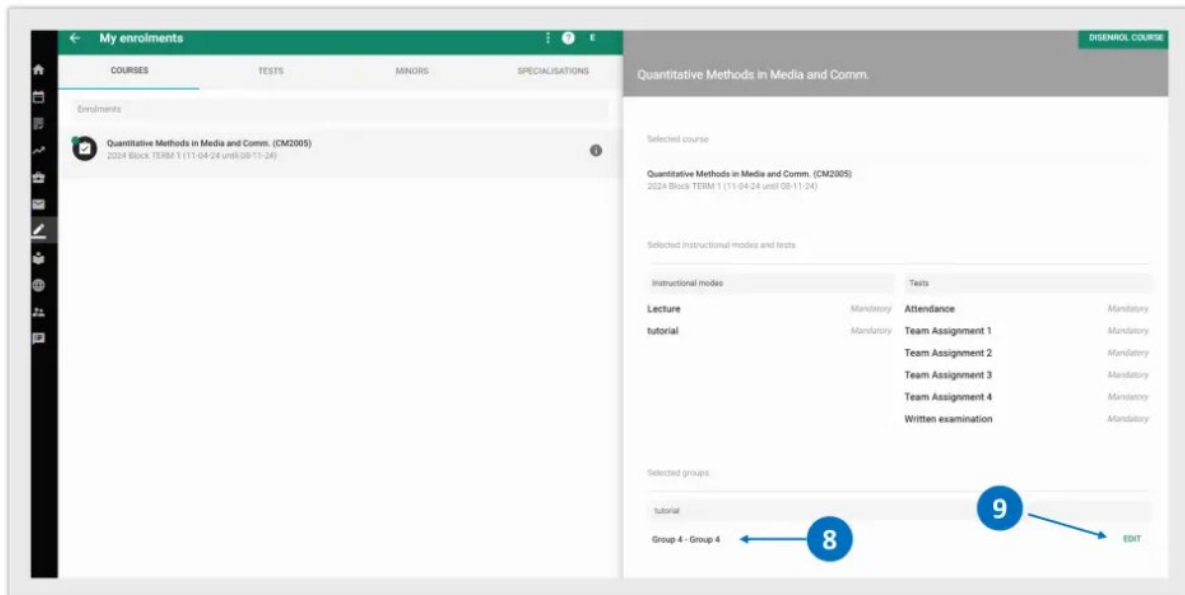 My enrolments
E
COURSES TESTS MINORS SPECIALISATIONS
Enrolments
Quantitative Methods in Media and Comm. (CM2005)
2024 Block TERM 1 (11-04-24 until 08-11-24)
DISENROL COURSE
Quantitative Methods in Media and Comm.
Selected course
Quantitative Methods in Media and Comm. (CM2005)
2024 Block TERM 1 (11-04-24 until 08-11-24)
Selected instructional modes and tests
Instructional modes Tests
Lecture Mandatory Attendance Mandatory
tutorial Mandatory Team Assignment 1 Mandatory
Team Assignment 2 Mandatory
Team Assignment 3 Mandatory
Team Assignment 4 Mandatory
Written examination Mandatory
Selected groups
tutorial
9
Group 4 - Group 4 8 EDIT